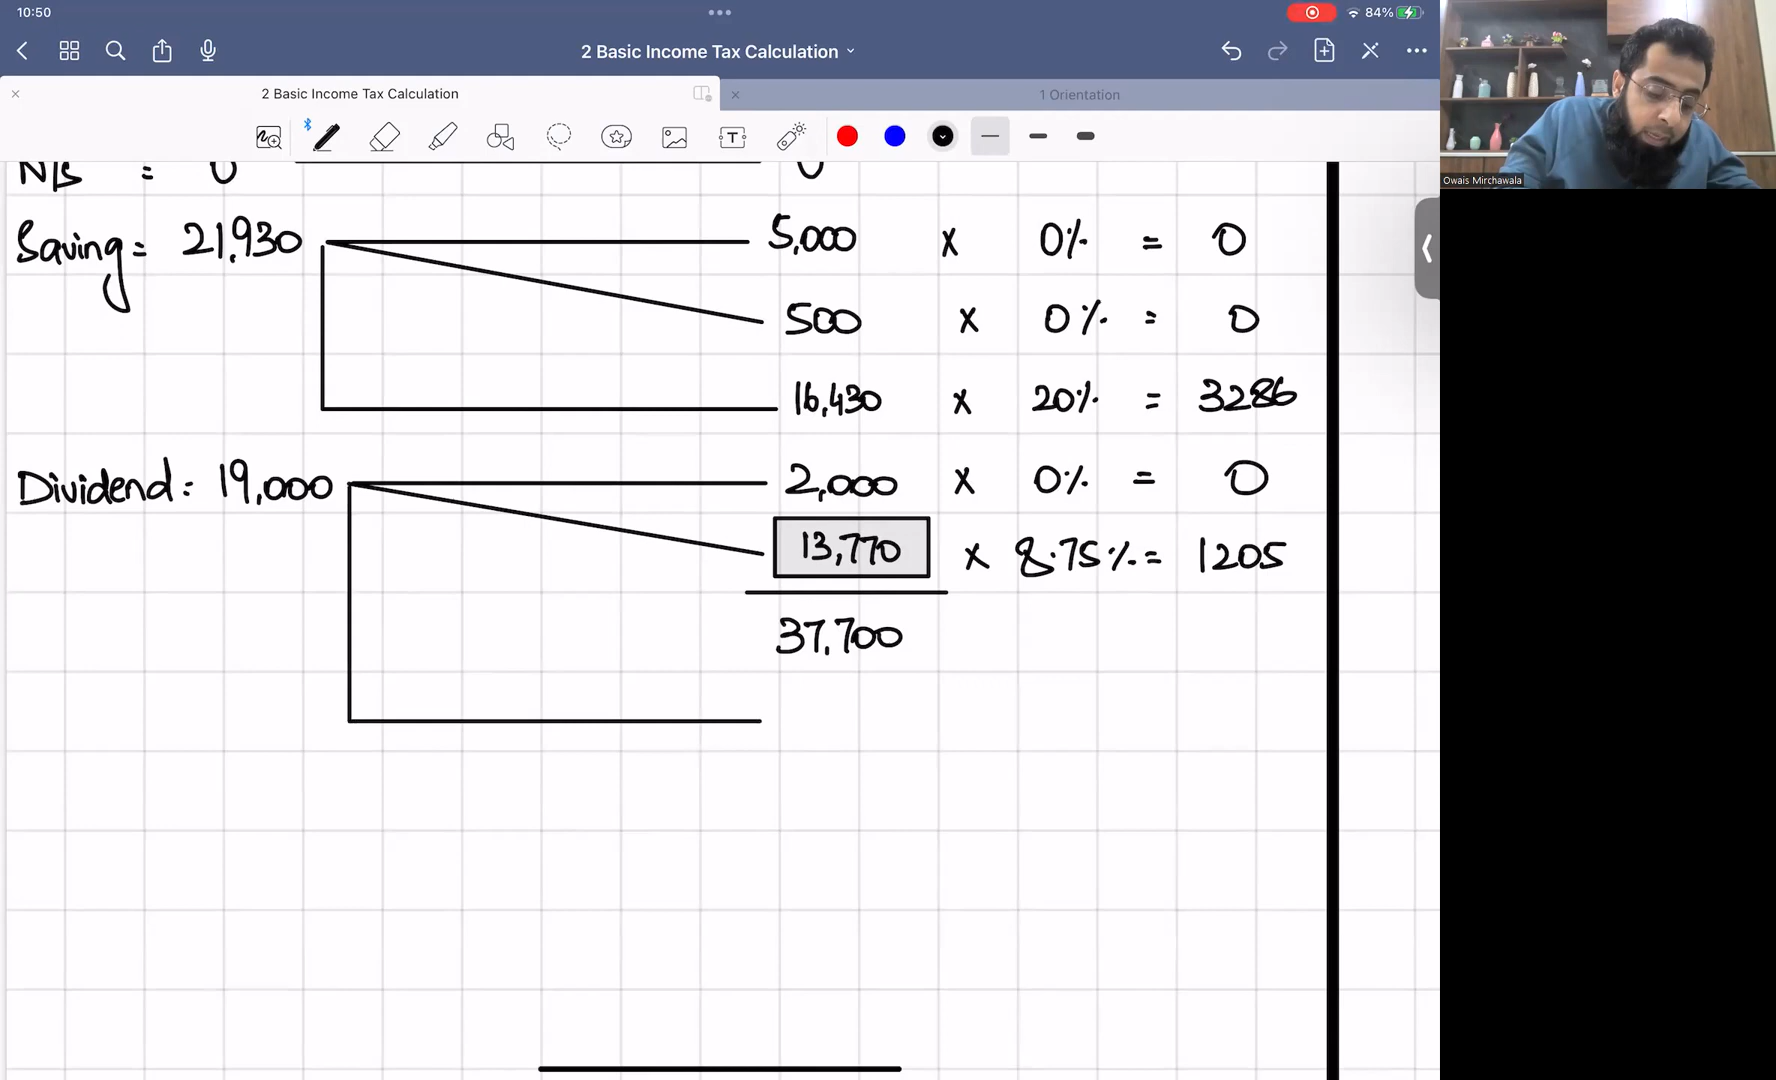 10:50
84%
2 Basic Income Tax Calculation
2 Basic Income Tax Calculation
1 Orientation
T
N/S = 0 0
Saving = 21,930 5,000 x 0% = 0
500 x 0% = 0
16,430 x 20% = 3286
Dividend = 19,000 2,000 x 0% = 0
13,770 x 8.75% = 1205
37,700
Owais Mirchawala